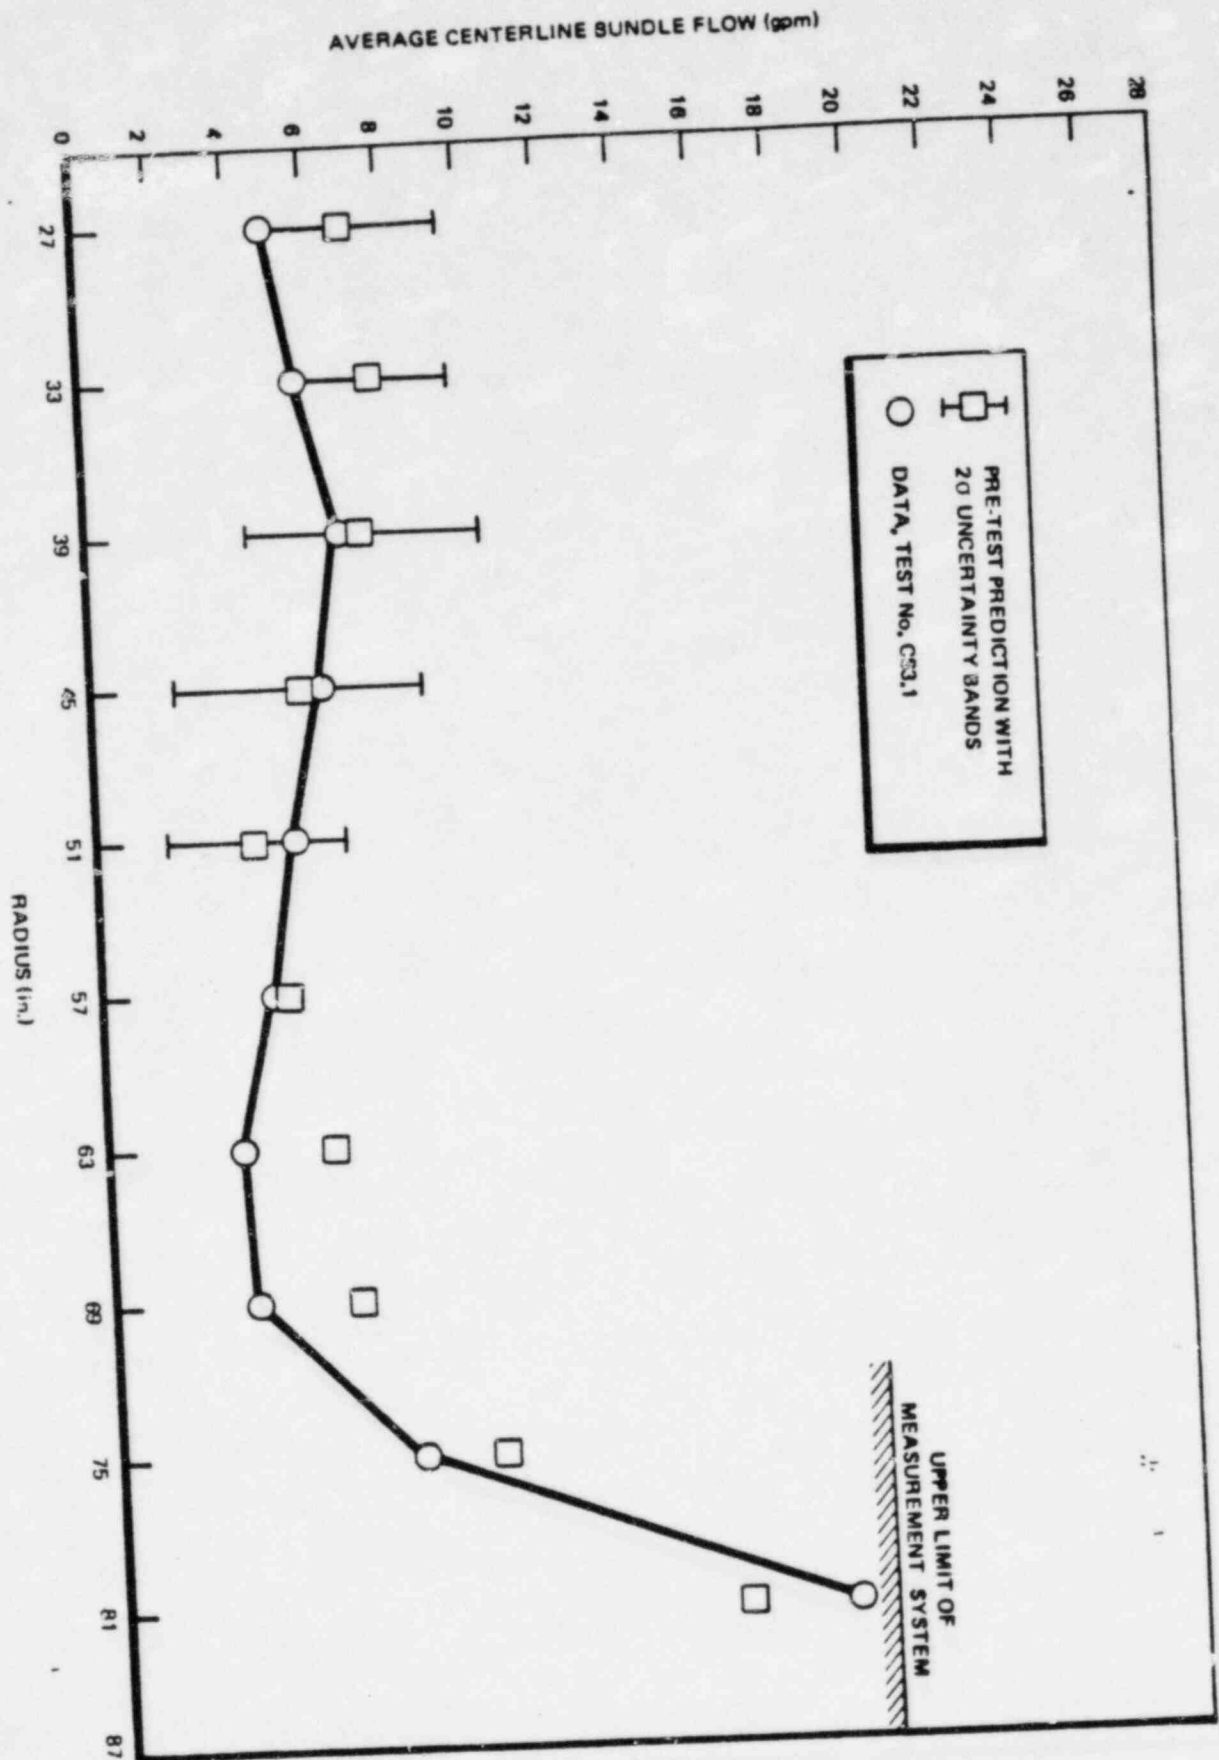 AVERAGE CENTERLINE BUNDLE FLOW (gpm)
28
26
24
22
20
18
16
14
12
10
8
6
4
2
0
PRE-TEST PREDICTION WITH
2σ UNCERTAINTY BANDS
DATA, TEST No. CS3.1
UPPER LIMIT OF
MEASUREMENT SYSTEM
27 33 39 45 51 57 63 69 75 81 87
RADIUS (in.)